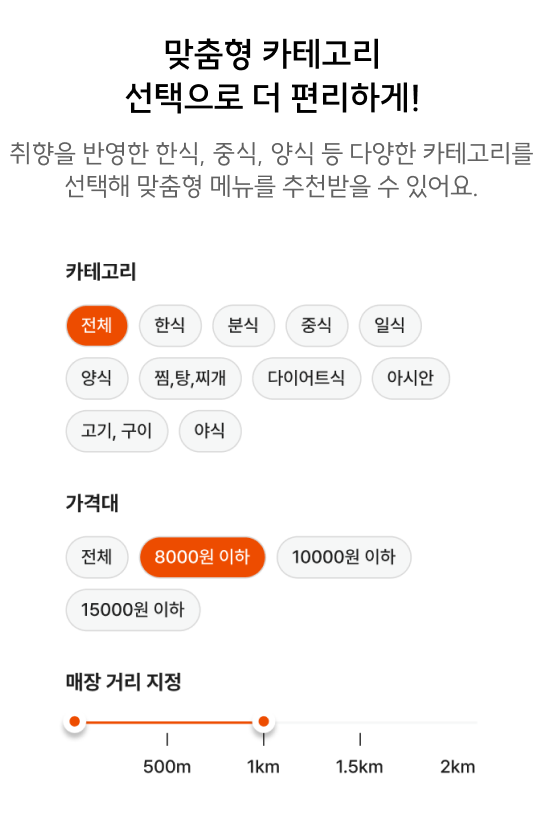 맞춤형 카테고리
선택으로 더 편리하게!
취향을 반영한 한식, 중식, 양식 등 다양한 카테고리를
선택해 맞춤형 메뉴를 추천받을 수 있어요.
카테고리
전체 한식 분식 중식 일식
양식 찜,탕,찌개 다이어트식 아시안
고기, 구이 야식
가격대
전체 8000원 이하 10000원 이하
15000원 이하
매장 거리 지정
500m 1km 1.5km 2km